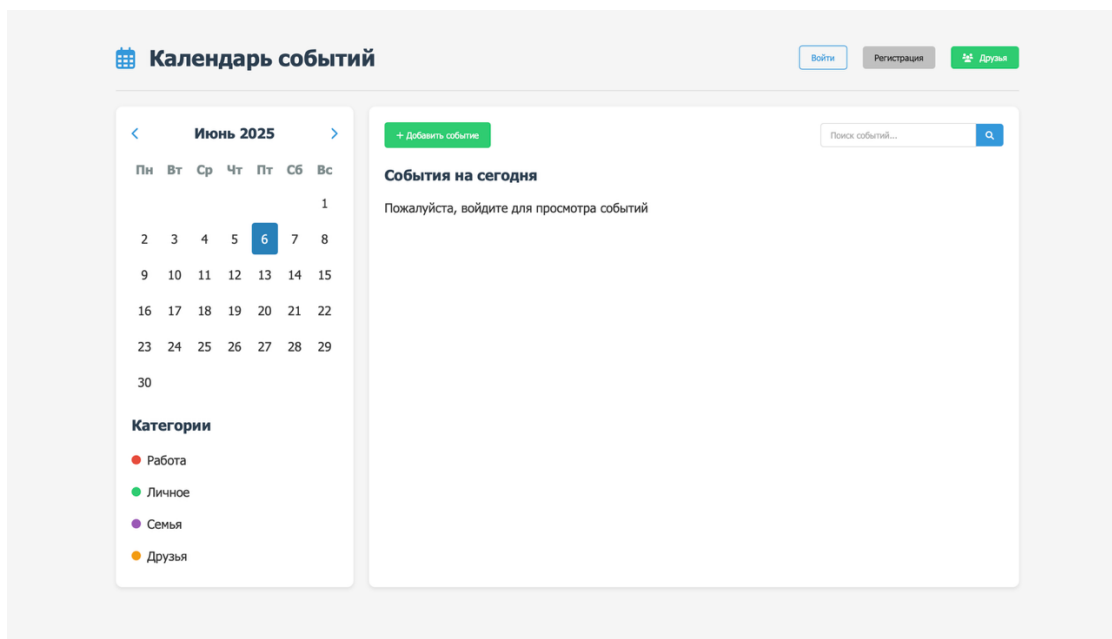 Календарь событий
Войти
Регистрация
Друзья
Июнь 2025
Пн Вт Ср Чт Пт Сб Вс
1
2 3 4 5 6 7 8
9 10 11 12 13 14 15
16 17 18 19 20 21 22
23 24 25 26 27 28 29
30
Категории
Работа
Личное
Семья
Друзья
+ Добавить событие
Поиск событий...
События на сегодня
Пожалуйста, войдите для просмотра событий